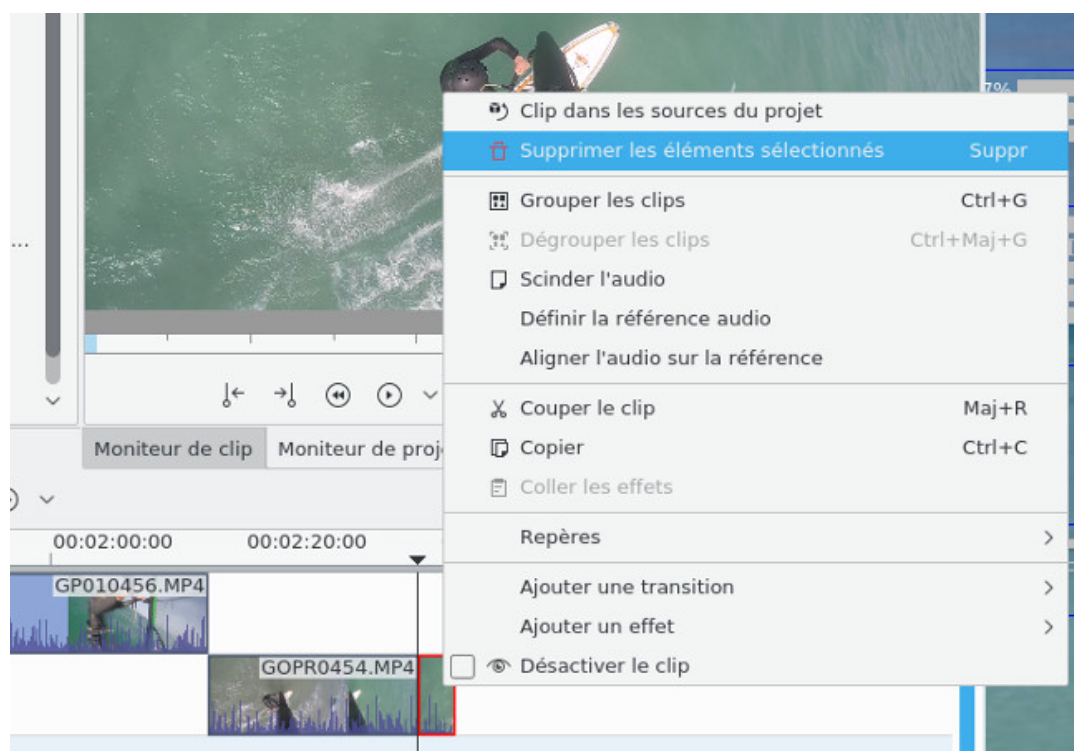 7%
Clip dans les sources du projet
Supprimer les éléments sélectionnés Suppr
Grouper les clips Ctrl+G
...
Dégrouper les clips Ctrl+Maj+G
Scinder l'audio
Définir la référence audio
Aligner l'audio sur la référence
Couper le clip Maj+R
Moniteur de clip Moniteur de proj
Copier Ctrl+C
Coller les effets
Repères
00:02:00:00 00:02:20:00
GP010456.MP4
Ajouter une transition
Ajouter un effet
GOPR0454.MP4
Désactiver le clip